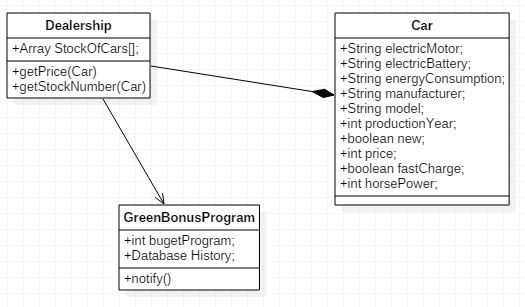 Dealership
+Array StockOfCars[];
+getPrice(Car)
+getStockNumber(Car)
Car
+String electricMotor;
+String electricBattery;
+String energyConsumption;
+String manufacturer;
+String model;
+int productionYear;
+boolean new;
+int price;
+boolean fastCharge;
+int horsePower;
GreenBonusProgram
+int bugetProgram;
+Database History;
+notify()